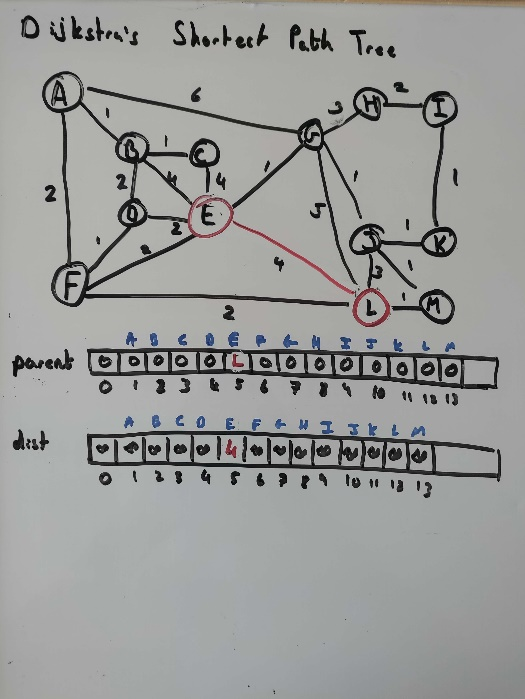 Dijkstra's Shortest Path Tree
A 6 G 3 H 2 I
1
B 1 C
2 4 4 1 1 1
2 D 2 E 5
J 1 K
1 2 4 3 1
F 2 L 1 M
A B C D E F G H I J K L M
parent 0 0 0 0 0 L 0 0 0 0 0 0 0 0
0 1 2 3 4 5 6 7 8 9 10 11 12 13
A B C D E F G H I J K L M
dist 4
0 1 2 3 4 5 6 7 8 9 10 11 12 13